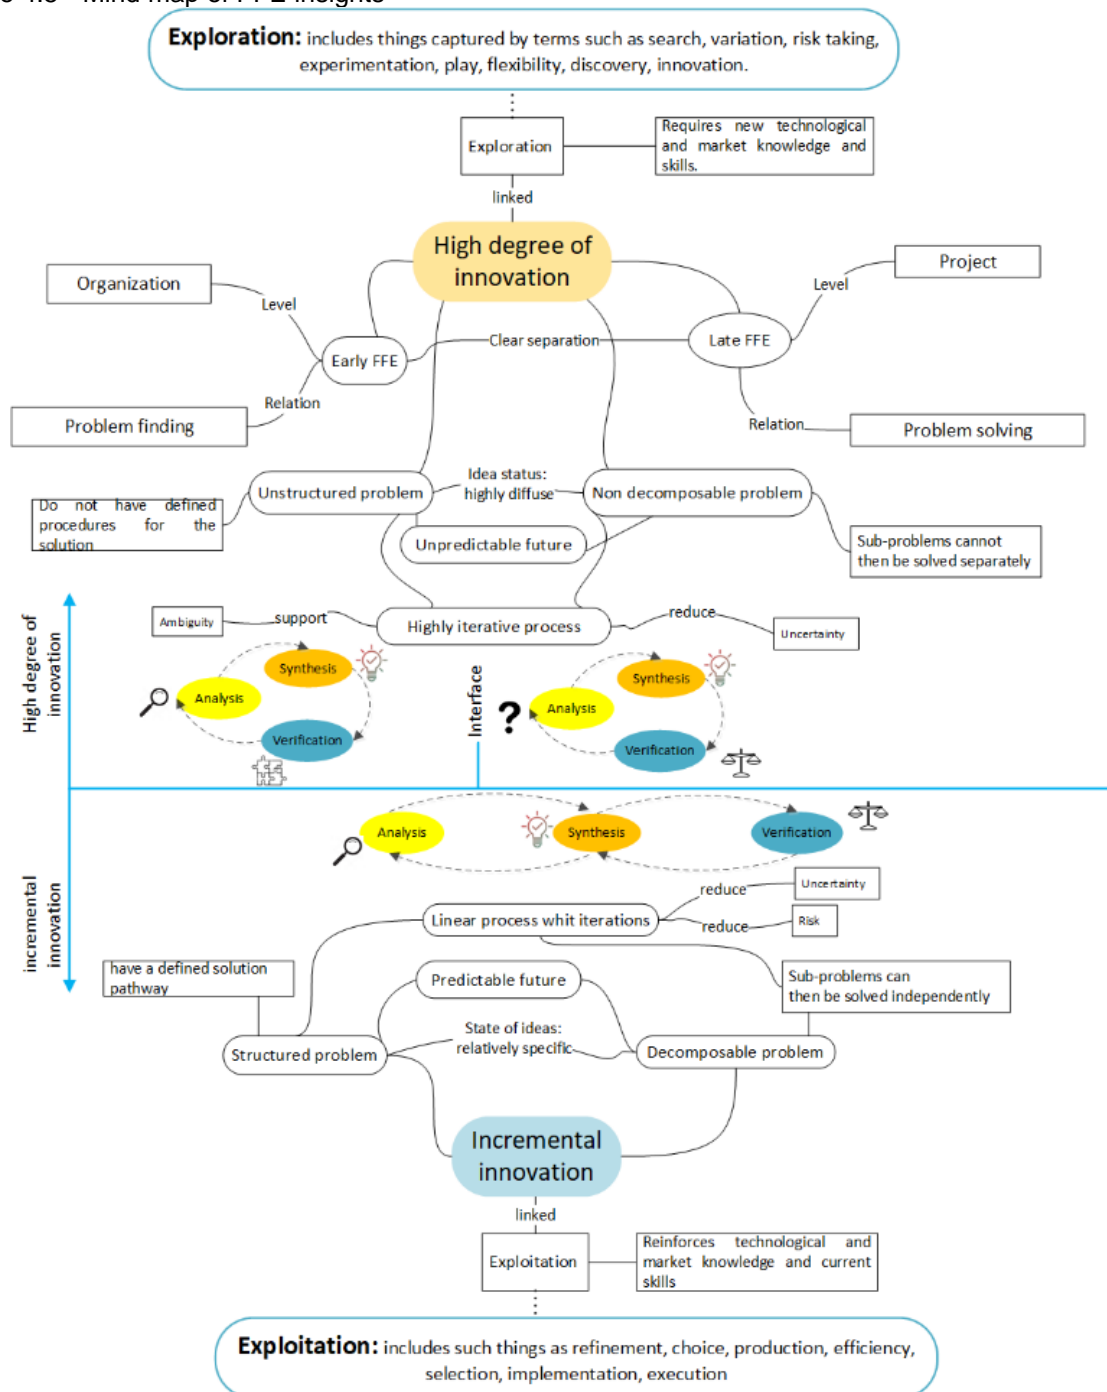 Mind map of FFE insights
Exploration: includes things captured by terms such as search, variation, risk taking,
experimentation, play, flexibility, discovery, innovation.
Exploration
Requires new technological
and market knowledge and
skills.
linked
High degree of
innovation
Organization
Project
Level
Level
Early FFE
Clear separation
Late FFE
Relation
Problem finding
Relation
Problem solving
Unstructured problem
Idea status:
highly diffuse
Non decomposable problem
Do not have defined
procedures for the
solution
Unpredictable future
Sub-problems cannot
then be solved separately
High degree of
innovation
Ambiguity
support
Highly iterative process
reduce
Uncertainty
Synthesis
Analysis
Verification
Interface
Synthesis
Analysis
?
Verification
incremental
innovation
Analysis
Synthesis
Verification
reduce
Uncertainty
Linear process whit iterations
reduce
Risk
have a defined solution
pathway
Predictable future
Sub-problems can
then be solved independently
State of ideas:
relatively specific
Structured problem
Decomposable problem
Incremental
innovation
linked
Exploitation
Reinforces technological and
market knowledge and current
skills
Exploitation: includes such things as refinement, choice, production, efficiency,
selection, implementation, execution